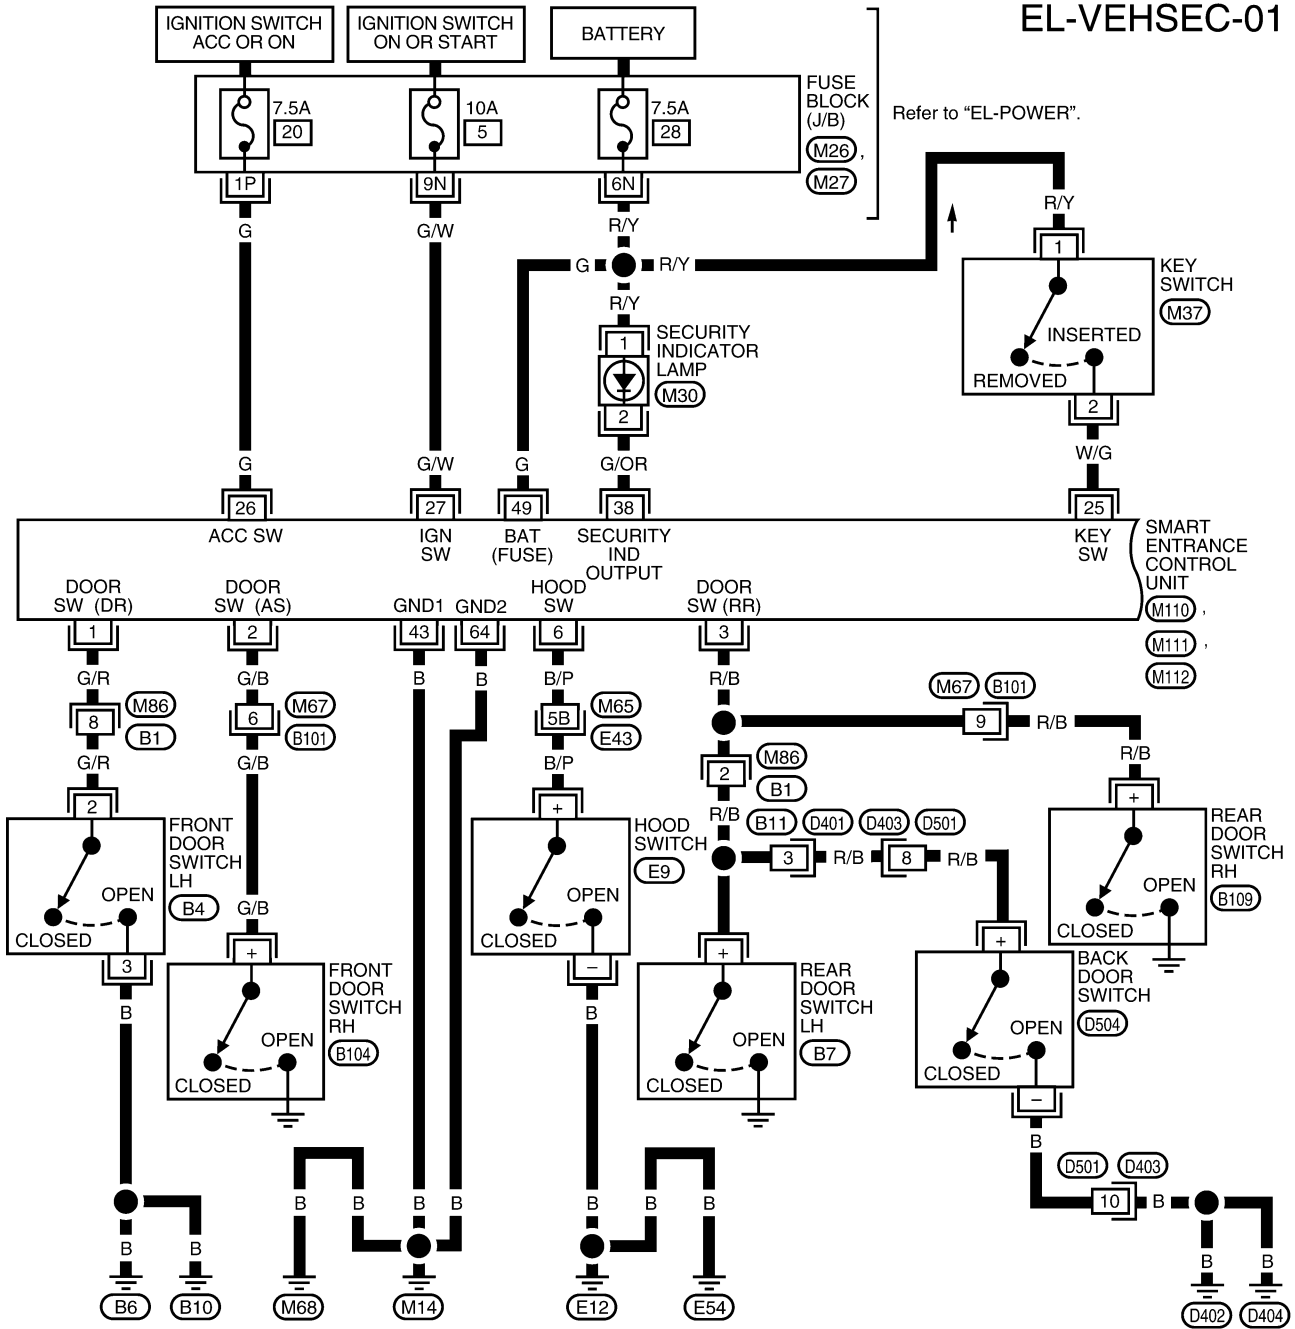 EL-VEHSEC-01
IGNITION SWITCH
ACC OR ON
IGNITION SWITCH
ON OR START
BATTERY
7.5A
20
10A
5
7.5A
28
FUSE
BLOCK
(J/B)
M26 ,
M27
Refer to “EL-POWER”.
1P
9N
6N
G
G/W
R/Y
R/Y
G
R/Y
R/Y
1
KEY
SWITCH
M37
INSERTED
REMOVED
2
W/G
1
SECURITY
INDICATOR
LAMP
M30
2
G
G/W
G
G/OR
26
27
49
38
25
ACC SW
IGN
SW
BAT
(FUSE)
SECURITY
IND
OUTPUT
KEY
SW
SMART
ENTRANCE
CONTROL
UNIT
M110 ,
M111 ,
M112
DOOR
SW (DR)
DOOR
SW (AS)
GND1
GND2
HOOD
SW
DOOR
SW (RR)
1
2
43
64
6
3
G/R
G/B
B
B
B/P
R/B
8
M86
B1
6
M67
B101
5B
M65
E43
M67
B101
9
R/B
R/B
G/R
G/B
B/P
2
M86
B1
R/B
2
FRONT
DOOR
SWITCH
LH
B4
OPEN
CLOSED
3
G/B
+
HOOD
SWITCH
E9
OPEN
CLOSED
–
B11
D401
D403
D501
3
R/B
8
R/B
+
REAR
DOOR
SWITCH
RH
B109
OPEN
CLOSED
B
+
FRONT
DOOR
SWITCH
RH
B104
OPEN
CLOSED
B
+
REAR
DOOR
SWITCH
LH
B7
OPEN
CLOSED
+
BACK
DOOR
SWITCH
D504
OPEN
CLOSED
–
B
D501
D403
10
B
B
B
B
B
B
B
B
B
B
B
B
B
B6
B10
M68
M14
E12
E54
D402
D404